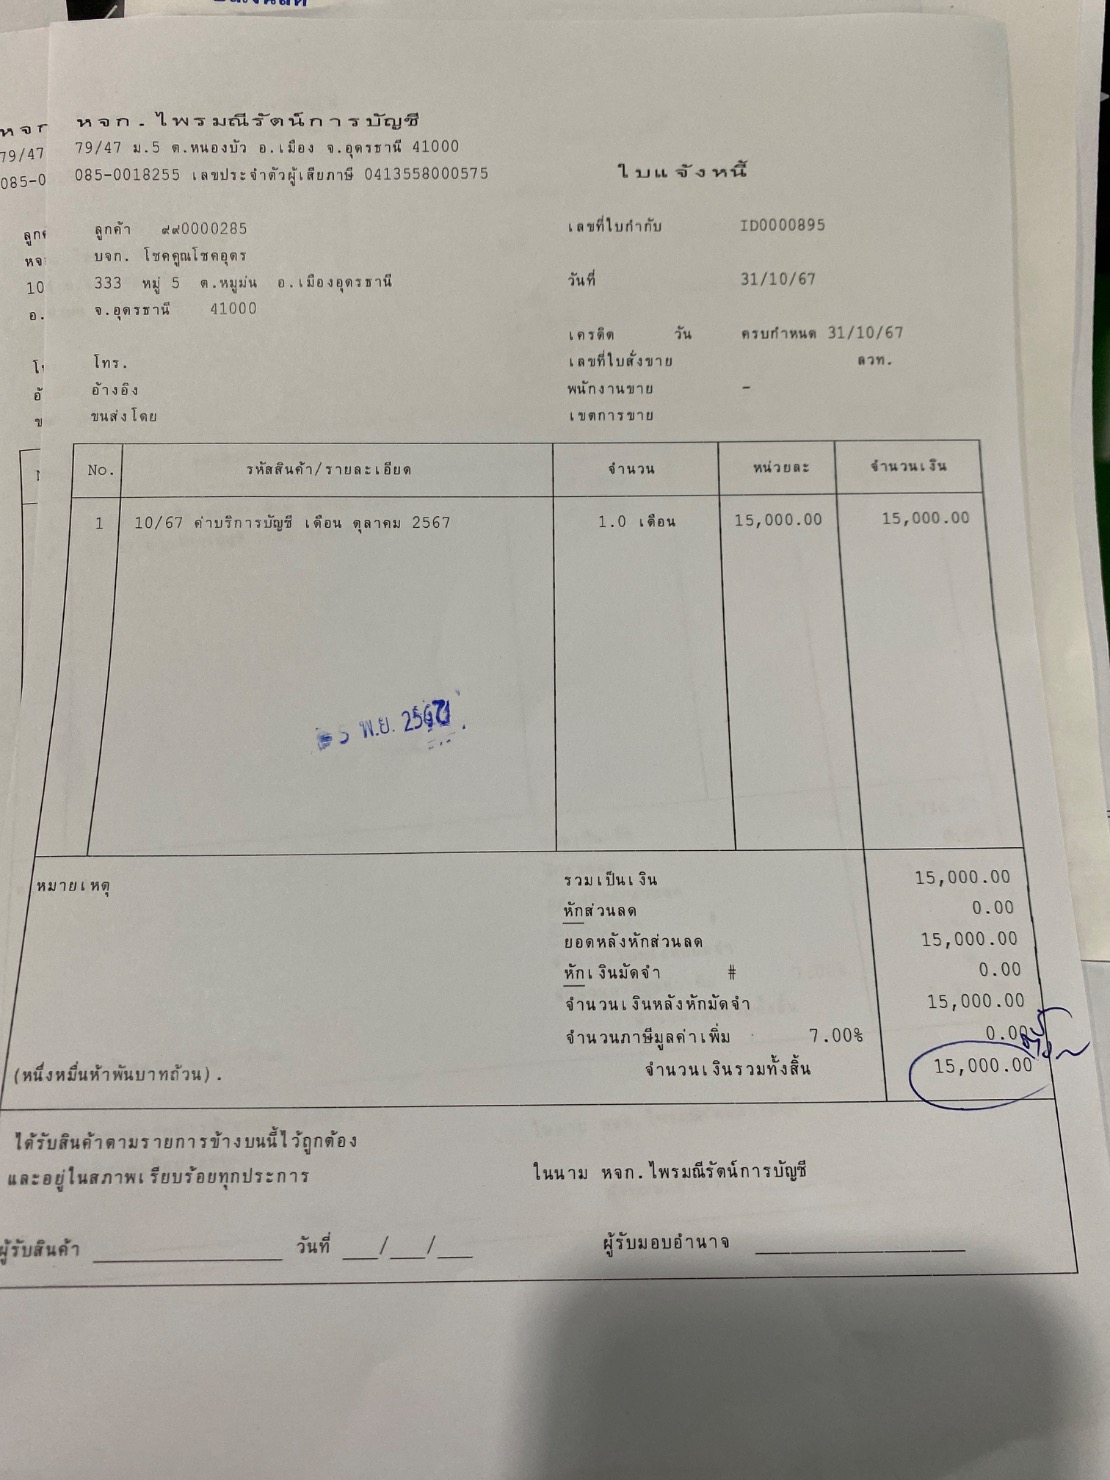 หจก.ไพรมณีรัตน์การบัญชี
79/47 ม.5 ต.หนองบัว อ.เมือง จ.อุดรธานี 41000
085-0018255 เลขประจำตัวผู้เสียภาษี 0413558000575
ใบแจ้งหนี้
ลูกค้า ๙๙0000285
เลขที่ใบกำกับ ID0000895
บจก. โชคคูณโชคอุดร
333 หมู่ 5 ต.หมูม่น อ.เมืองอุดรธานี
วันที่ 31/10/67
จ.อุดรธานี 41000
เครดิต วัน ครบกำหนด 31/10/67
โทร.
เลขที่ใบสั่งขาย ลวท.
อ้างอิง
พนักงานขาย -
ขนส่งโดย
เขตการขาย
No. รหัสสินค้า/รายละเอียด จำนวน หน่วยละ จำนวนเงิน
1 10/67 ค่าบริการบัญชี เดือน ตุลาคม 2567 1.0 เดือน 15,000.00 15,000.00
5 พ.ย. 2567
หมายเหตุ
รวมเป็นเงิน 15,000.00
หักส่วนลด 0.00
ยอดหลังหักส่วนลด 15,000.00
หักเงินมัดจำ # 0.00
จำนวนเงินหลังหักมัดจำ 15,000.00
จำนวนภาษีมูลค่าเพิ่ม 7.00% 0.00
(หนึ่งหมื่นห้าพันบาทถ้วน). จำนวนเงินรวมทั้งสิ้น 15,000.00
ได้รับสินค้าตามรายการข้างบนนี้ไว้ถูกต้อง
และอยู่ในสภาพเรียบร้อยทุกประการ
ในนาม หจก.ไพรมณีรัตน์การบัญชี
ผู้รับสินค้า วันที่ __/__/__
ผู้รับมอบอำนาจ